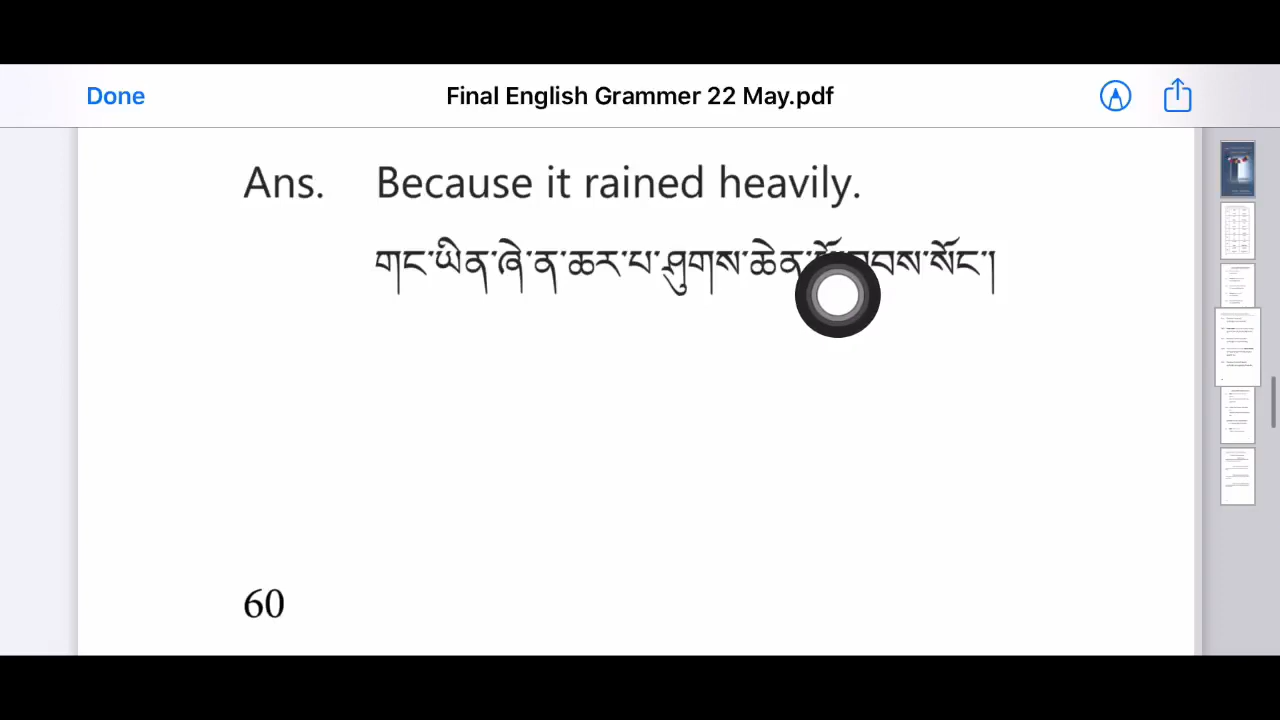 Done
Final English Grammer 22 May.pdf
Ans. Because it rained heavily.
གང་ཡིན་ཞེ་ན་ཆར་པ་ཤུགས་ཆེན་པོ་བབས་སོང་།
60